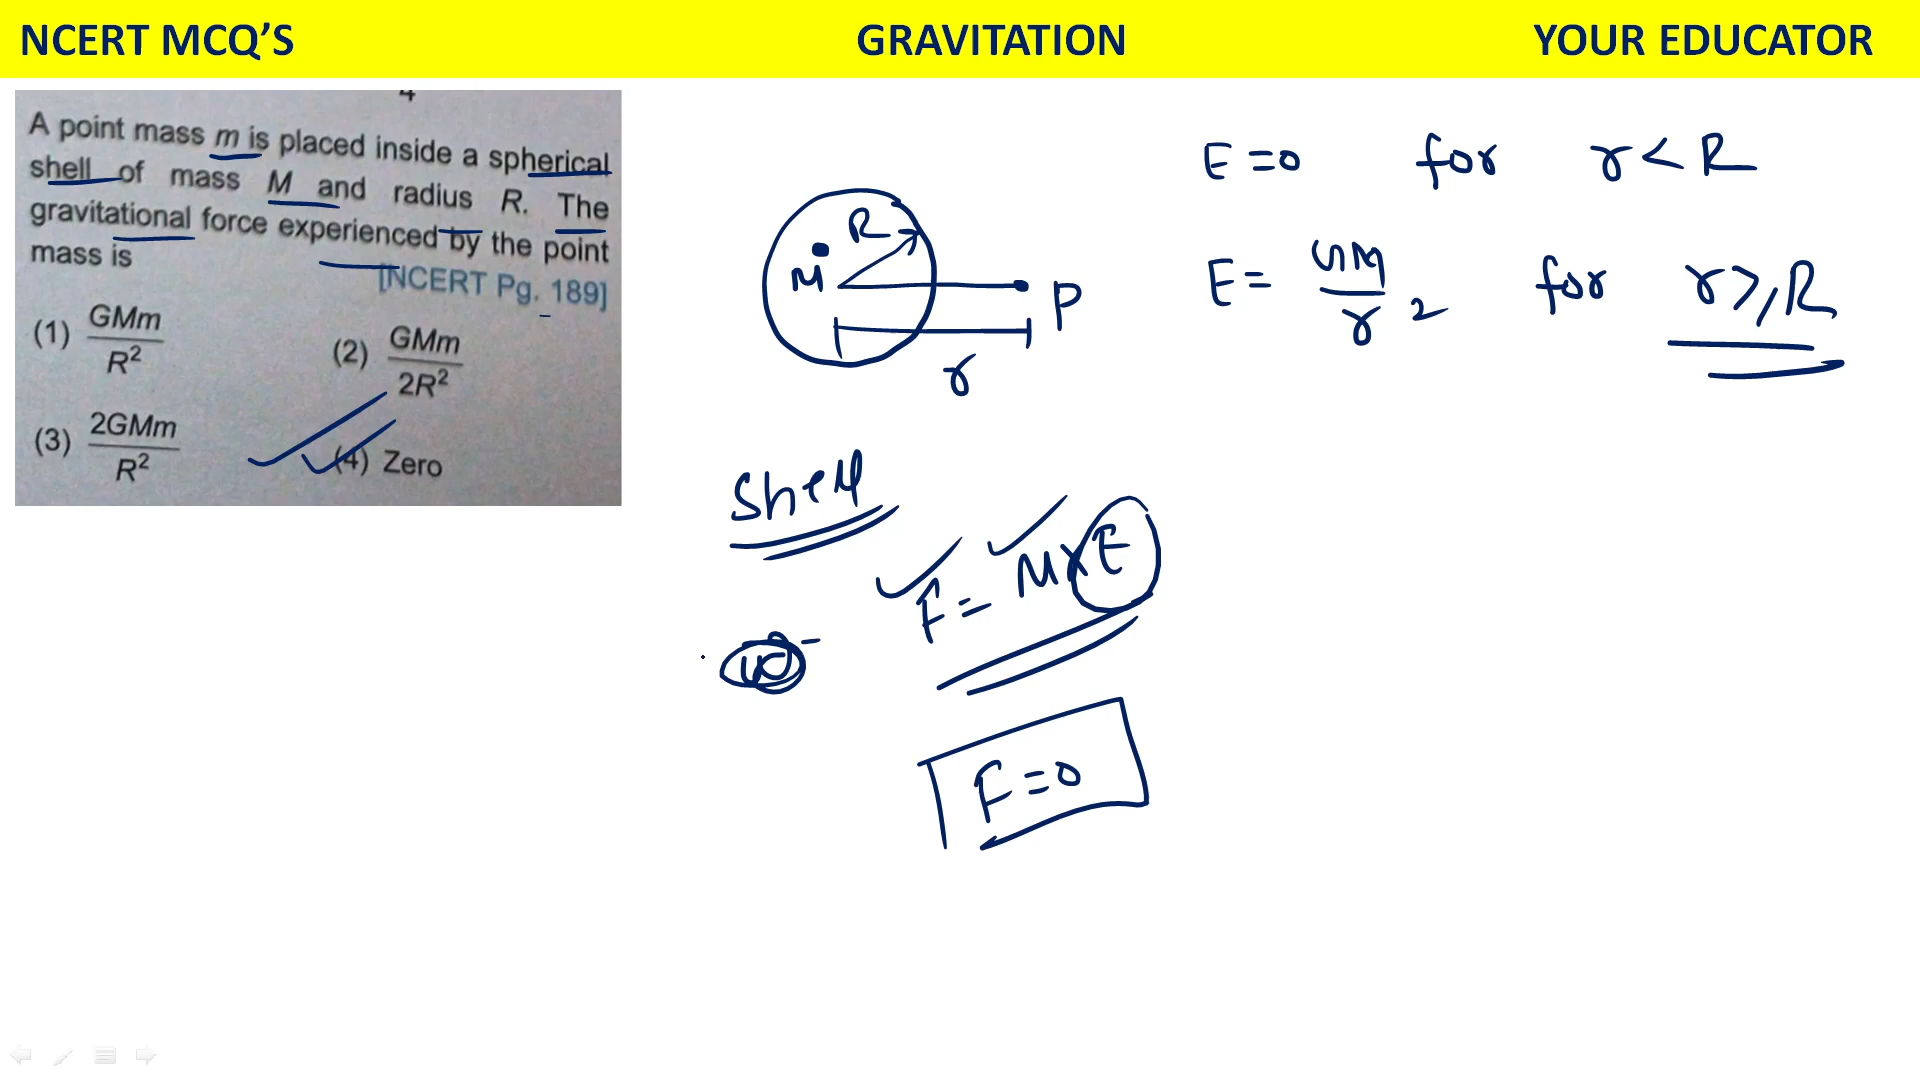 NCERT MCQ'S GRAVITATION YOUR EDUCATOR
4
A point mass m is placed inside a spherical
shell of mass M and radius R. The
gravitational force experienced by the point
mass is
[NCERT Pg. 189]
(1) GMm/R² (2) GMm/2R²
(3) 2GMm/R² (4) Zero
R
M
P
r
E=0 for r<R
E= GM/r² for r≥R
Shell
F= M×E
F=0